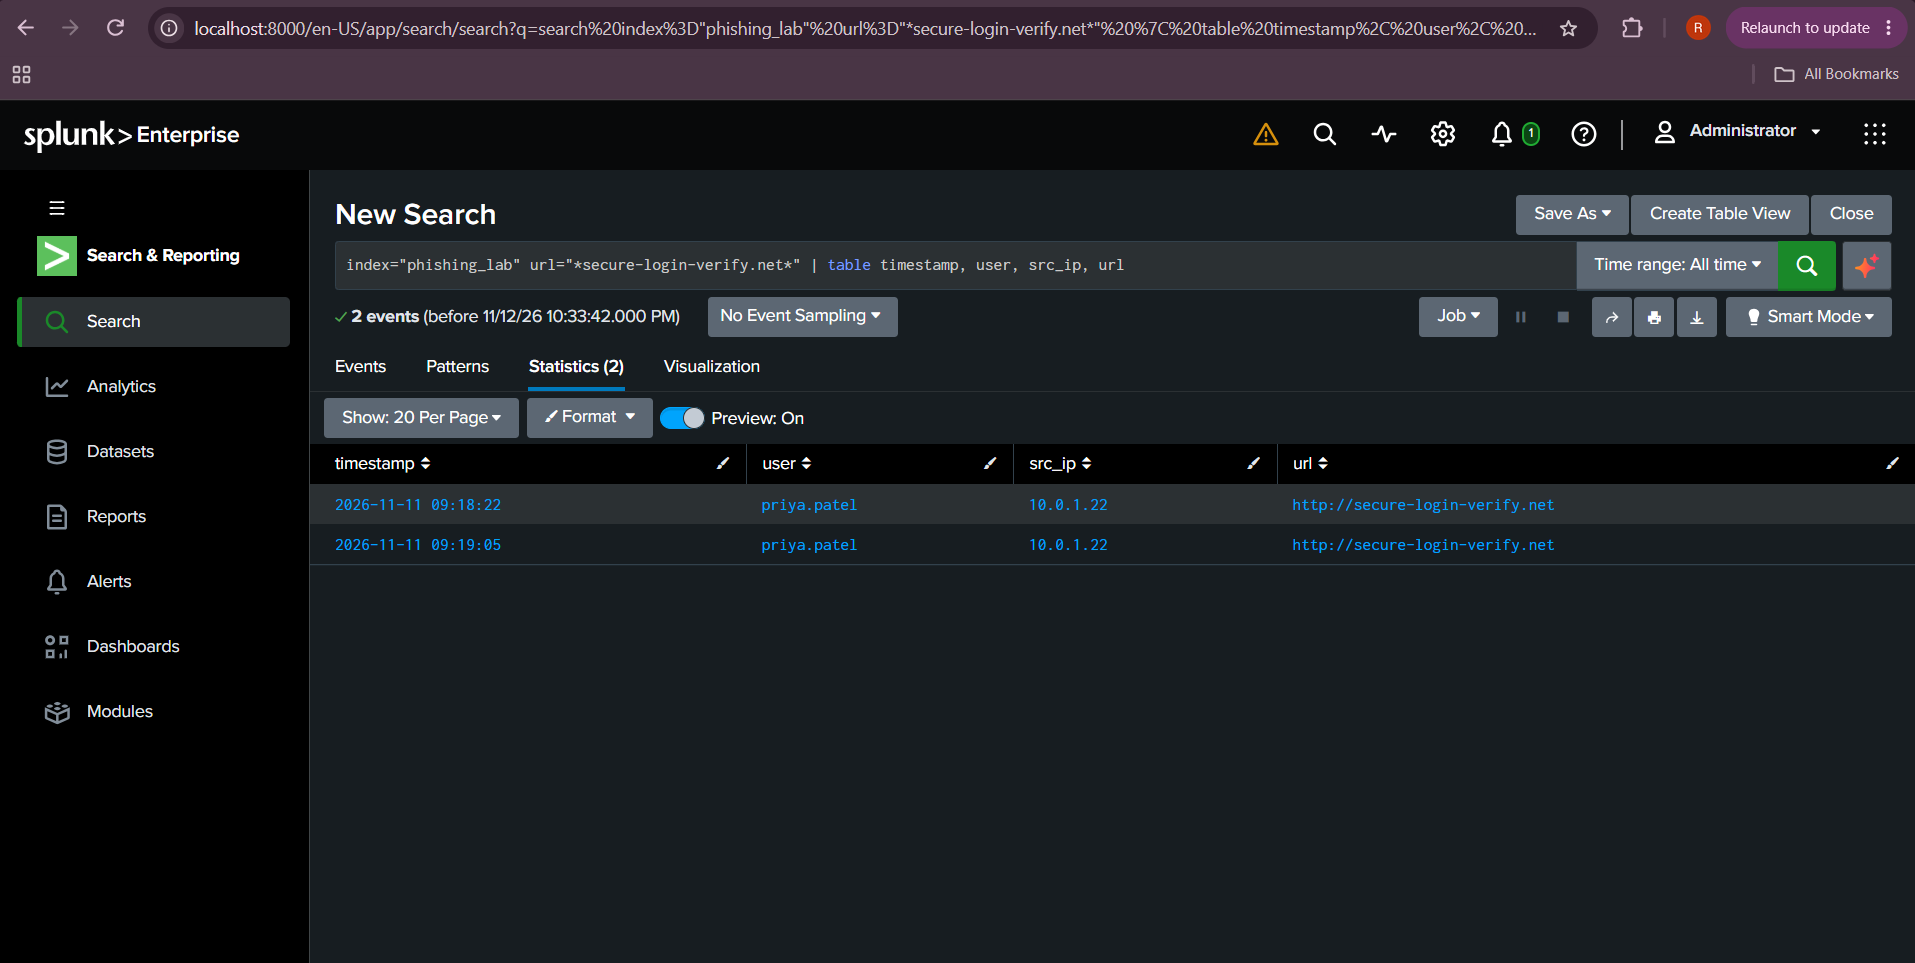 localhost:8000/en-US/app/search/search?q=search%20index%3D"phishing_lab"%20url%3D"*secure-login-verify.net*"%20%7C%20table%20timestamp%2C%20user%2C%20...
R
Relaunch to update
All Bookmarks
splunk>Enterprise
1
Administrator
Search & Reporting
Search
Analytics
Datasets
Reports
Alerts
Dashboards
Modules
New Search
Save As
Create Table View
Close
index="phishing_lab" url="*secure-login-verify.net*" | table timestamp, user, src_ip, url
Time range: All time
2 events (before 11/12/26 10:33:42.000 PM)
No Event Sampling
Job
Smart Mode
Events
Patterns
Statistics (2)
Visualization
Show: 20 Per Page
Format
Preview: On
timestamp user src_ip url
2026-11-11 09:18:22 priya.patel 10.0.1.22 http://secure-login-verify.net
2026-11-11 09:19:05 priya.patel 10.0.1.22 http://secure-login-verify.net